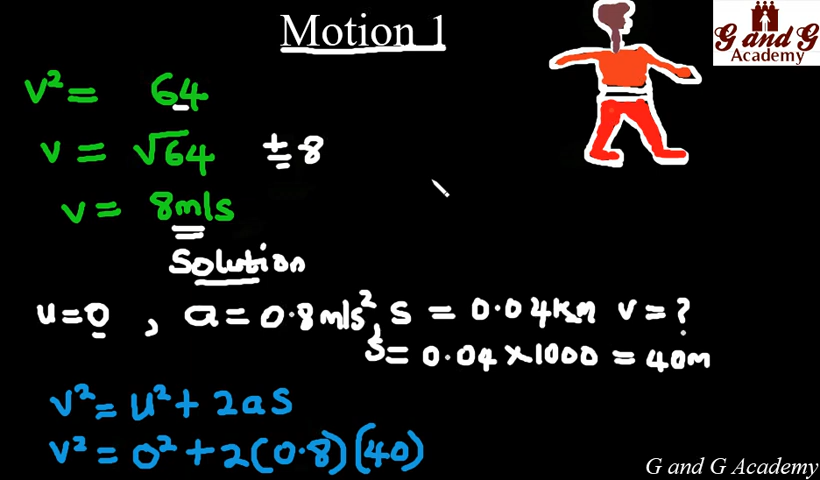 Motion 1
G and G
Academy
V² = 64
v = √64 ± 8
v = 8m/s
Solution
u = 0 , a = 0.8m/s², s = 0.04km v = ?
s = 0.04 × 1000 = 40m
v² = u² + 2as
v² = 0² + 2(0.8)(40)
G and G Academy